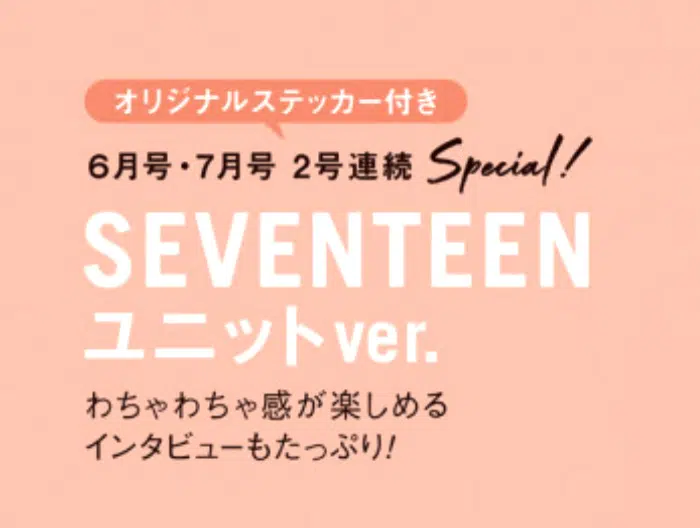 オリジナルステッカー付き
6月号・7月号 2号連続 Special!
SEVENTEEN
ユニットver.
わちゃわちゃ感が楽しめる
インタビューもたっぷり!